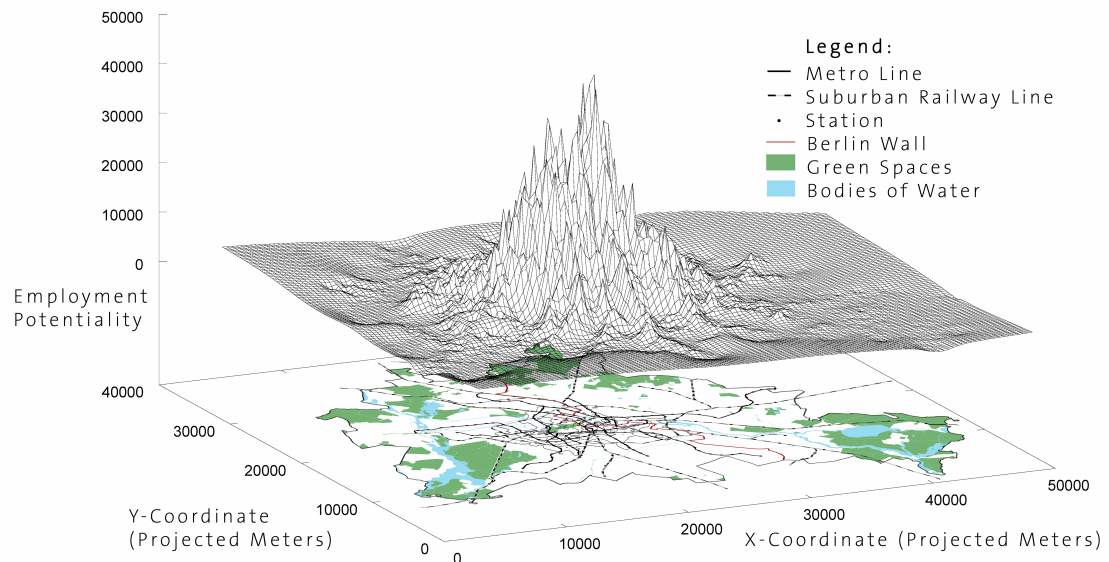 50000
40000
30000
20000
10000
0
Employment
Potentiality
Legend:
Metro Line
Suburban Railway Line
Station
Berlin Wall
Green Spaces
Bodies of Water
40000
30000
20000
10000
0
Y-Coordinate
(Projected Meters)
0
10000
20000
30000
40000
50000
X-Coordinate (Projected Meters)